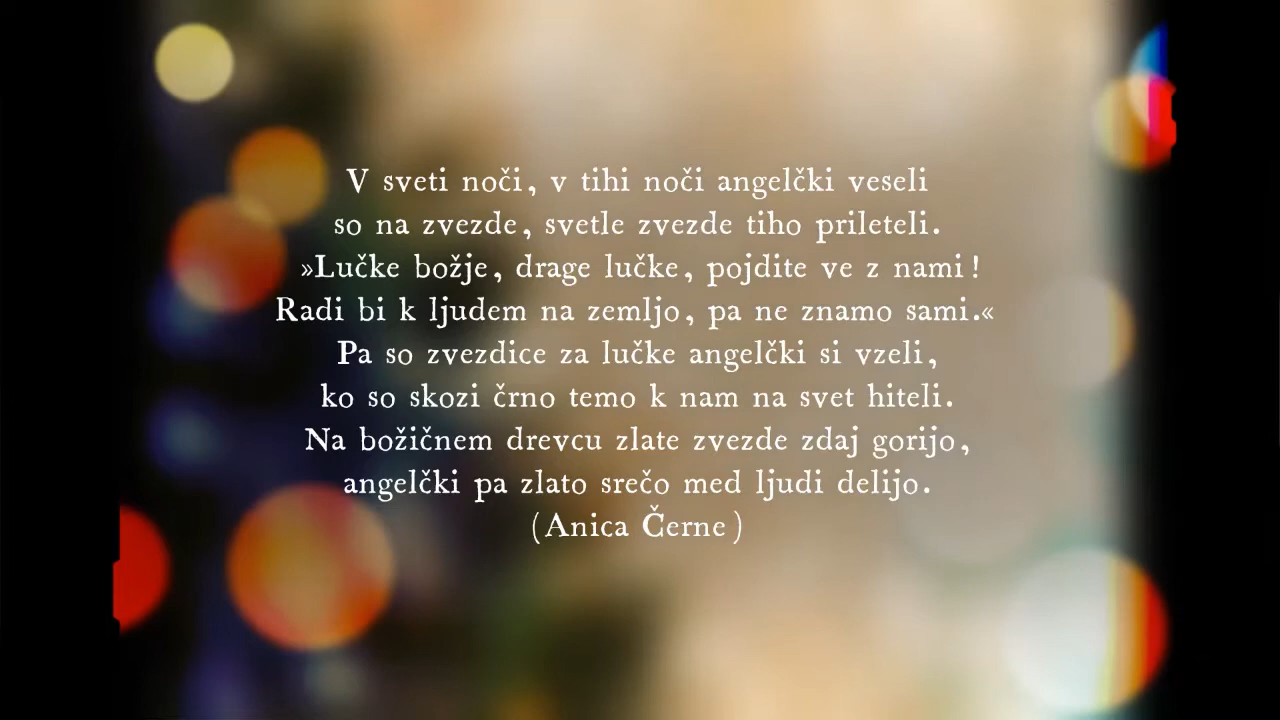 V sveti noči, v tihi noči angelčki veseli
so na zvezde, svetle zvezde tiho prileteli.
»Lučke božje, drage lučke, pojdite ve z nami!
Radi bi k ljudem na zemljo, pa ne znamo sami.«
Pa so zvezdice za lučke angelčki si vzeli,
ko so skozi črno temo k nam na svet hiteli.
Na božičnem drevcu zlate zvezde zdaj gorijo,
angelčki pa zlato srečo med ljudi delijo.
(Anica Černe)